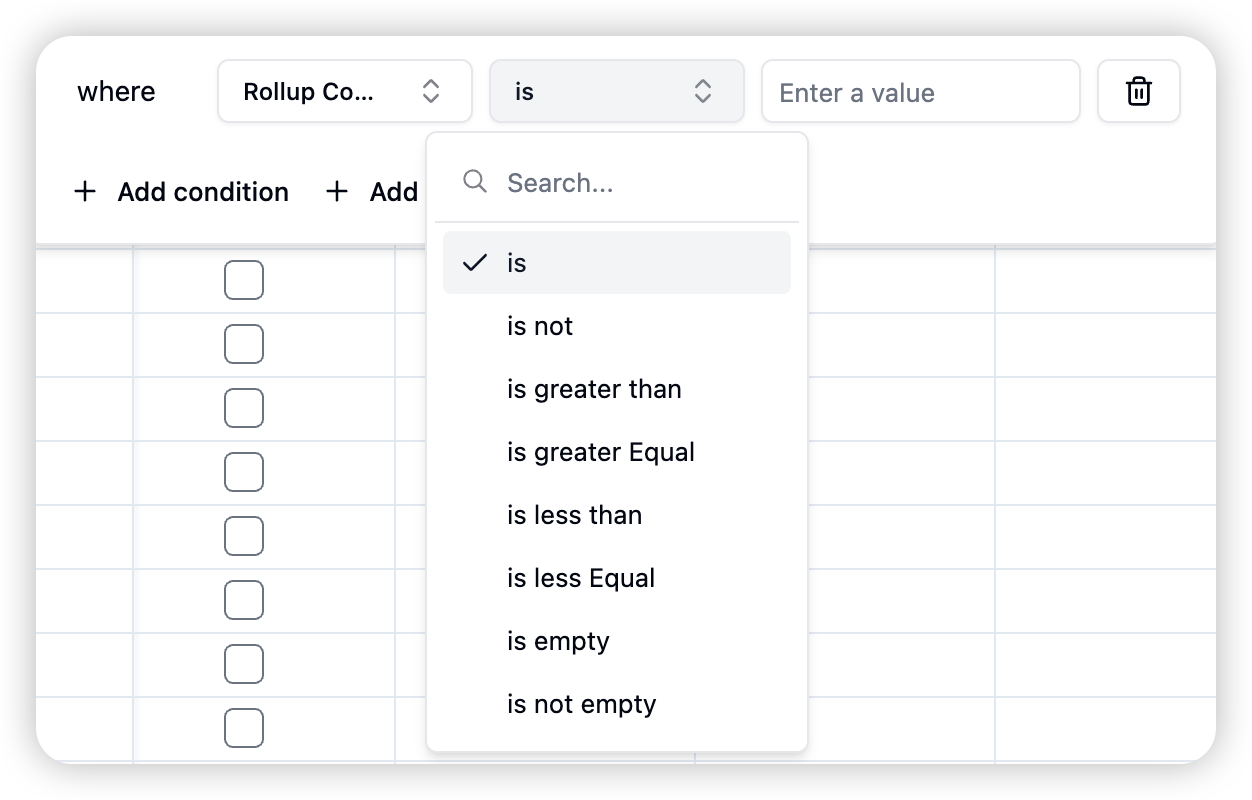 where Rollup Co... is Enter a value
Add condition Add
Search...
is
is not
is greater than
is greater Equal
is less than
is less Equal
is empty
is not empty